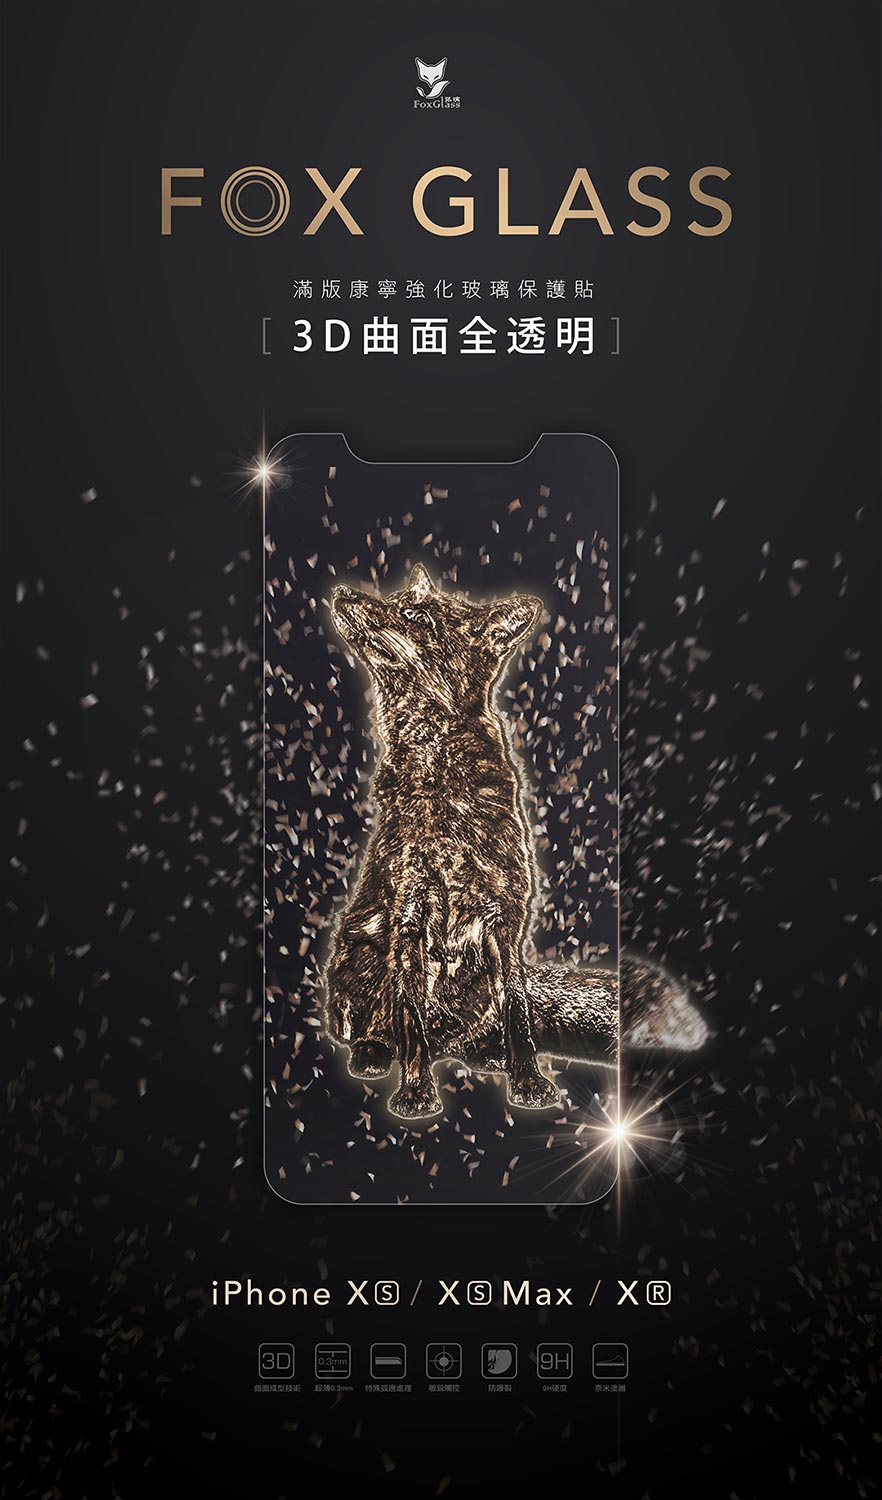 狐璃
FoxGlass
FOX GLASS
滿版康寧強化玻璃保護貼
[ 3D曲面全透明 ]
iPhone XS / XS Max / XR
3D 0.3mm 9H
曲面成型技術 超薄0.3mm 特殊弧邊處理 敏銳觸控 防爆裂 9H硬度 奈米塗層